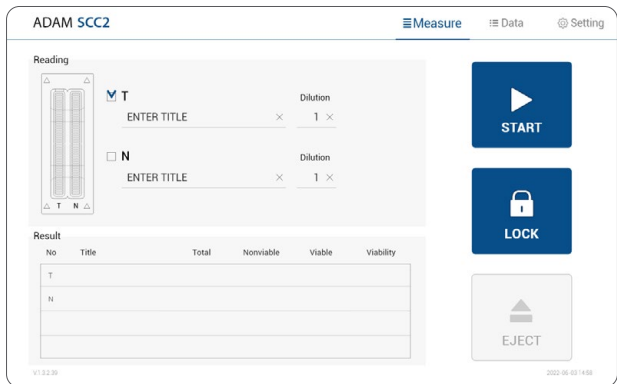 ADAM SCC2
Measure
Data
Setting
Reading
T
Dilution
ENTER TITLE
1
N
Dilution
ENTER TITLE
1
T N
START
LOCK
EJECT
Result
No Title Total Nonviable Viable Viability
T
N